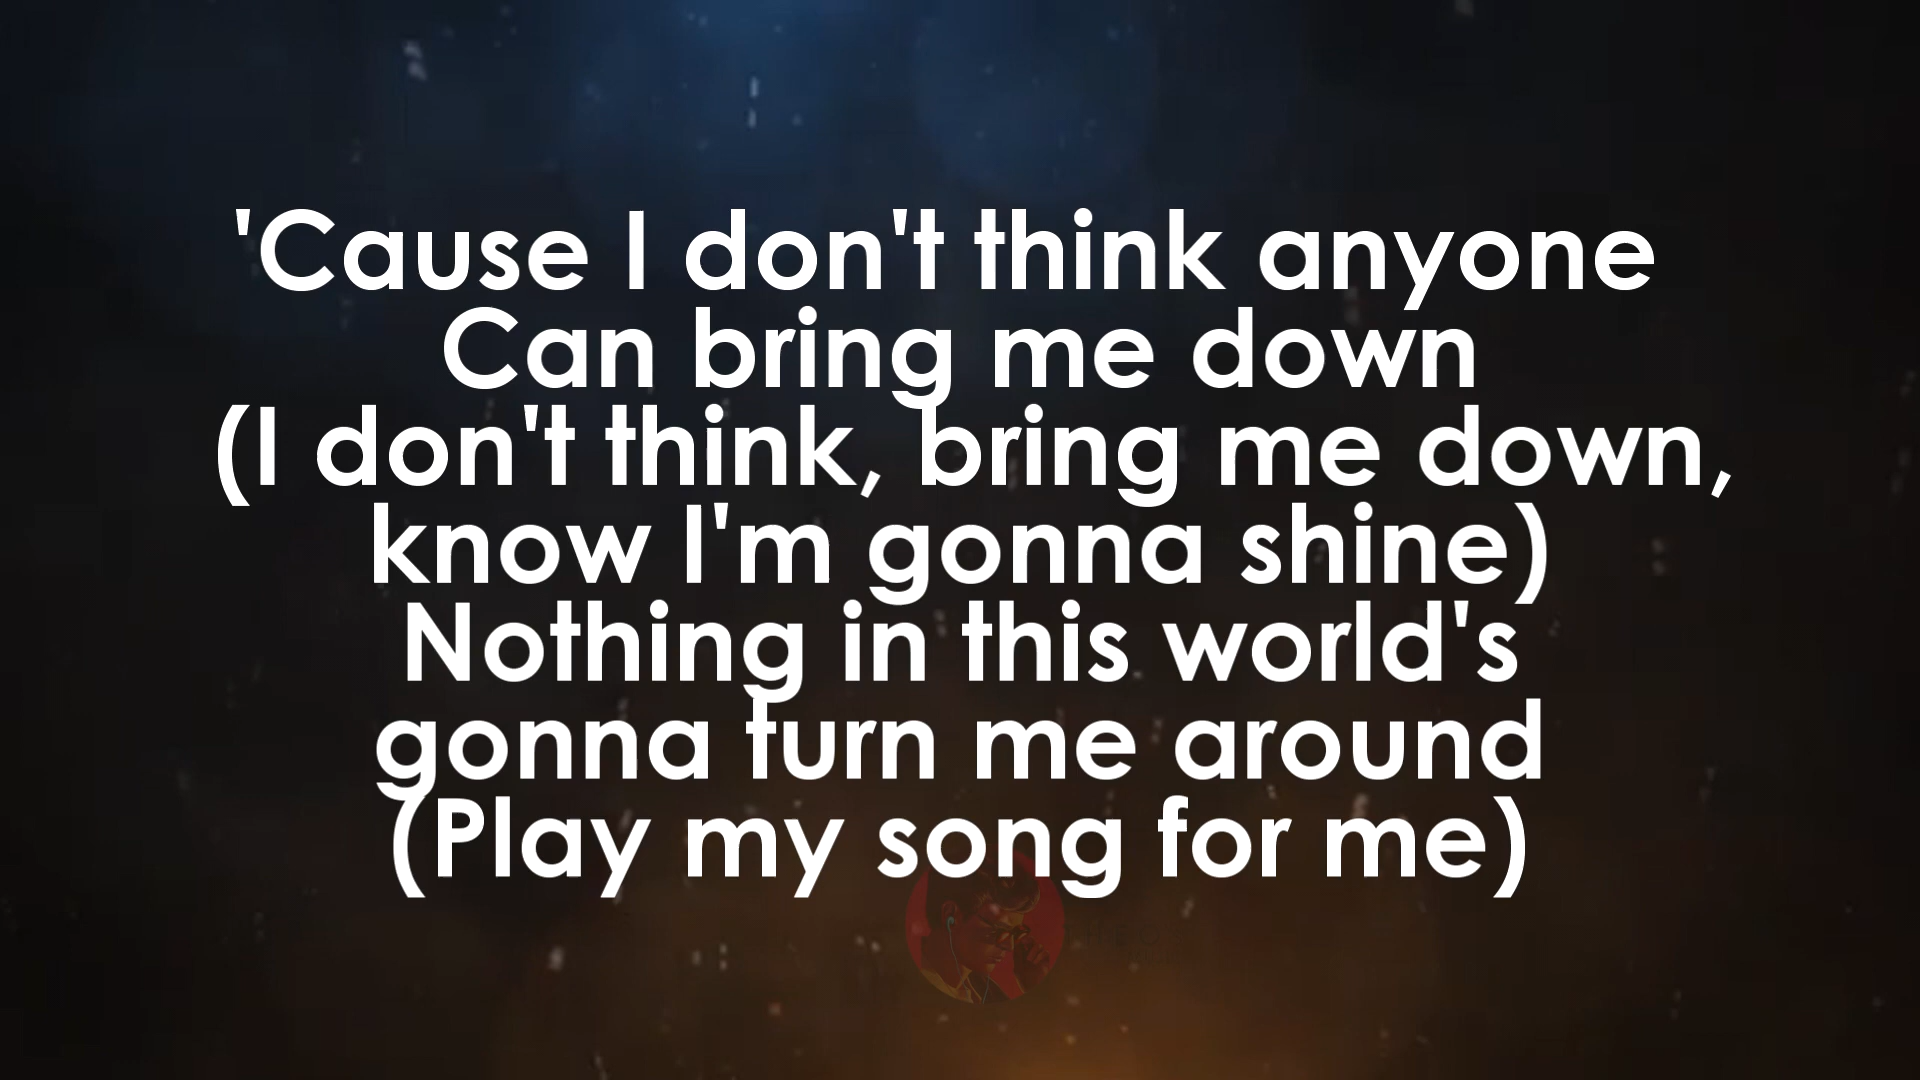 'Cause I don't think anyone
Can bring me down
(I don't think, bring me down,
know I'm gonna shine)
Nothing in this world's
gonna turn me around
(Play my song for me)